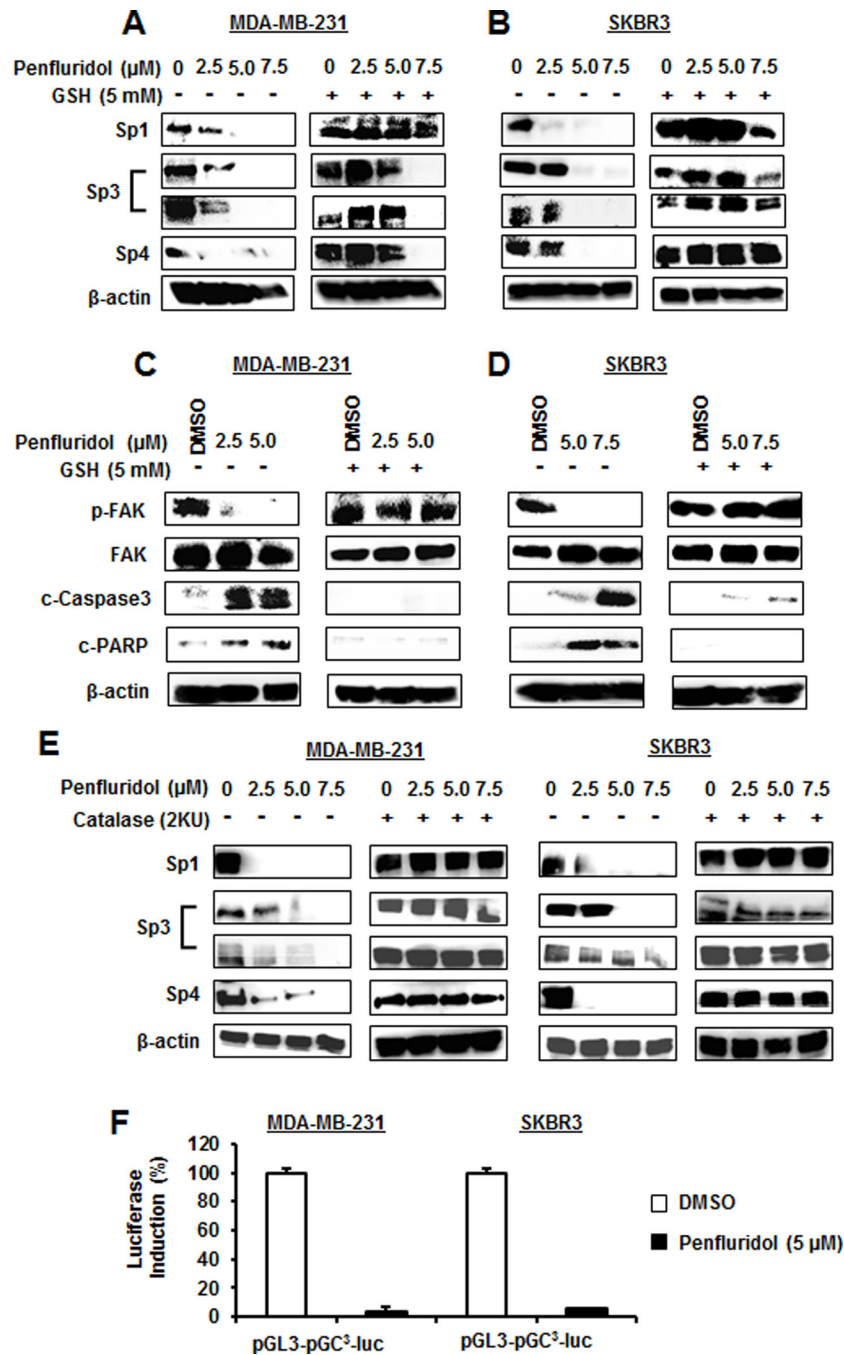 A MDA-MB-231 B SKBR3
Penfluridol (µM) 0 2.5 5.0 7.5 0 2.5 5.0 7.5 0 2.5 5.0 7.5 0 2.5 5.0 7.5
GSH (5 mM) - - - - + + + + - - - - + + + +
Sp1
Sp3
Sp4
β-actin
C MDA-MB-231 D SKBR3
Penfluridol (µM) DMSO 2.5 5.0 DMSO 2.5 5.0 DMSO 5.0 7.5 DMSO 5.0 7.5
GSH (5 mM) - - - + + + - - - + + +
p-FAK
FAK
c-Caspase3
c-PARP
β-actin
E MDA-MB-231 SKBR3
Penfluridol (µM) 0 2.5 5.0 7.5 0 2.5 5.0 7.5 0 2.5 5.0 7.5 0 2.5 5.0 7.5
Catalase (2KU) - - - - + + + + - - - - + + + +
Sp1
Sp3
Sp4
β-actin
F MDA-MB-231 SKBR3
Luciferase
Induction (%)
120
100
80
60
40
20
0
DMSO
Penfluridol (5 µM)
pGL3-pGC³-luc pGL3-pGC³-luc